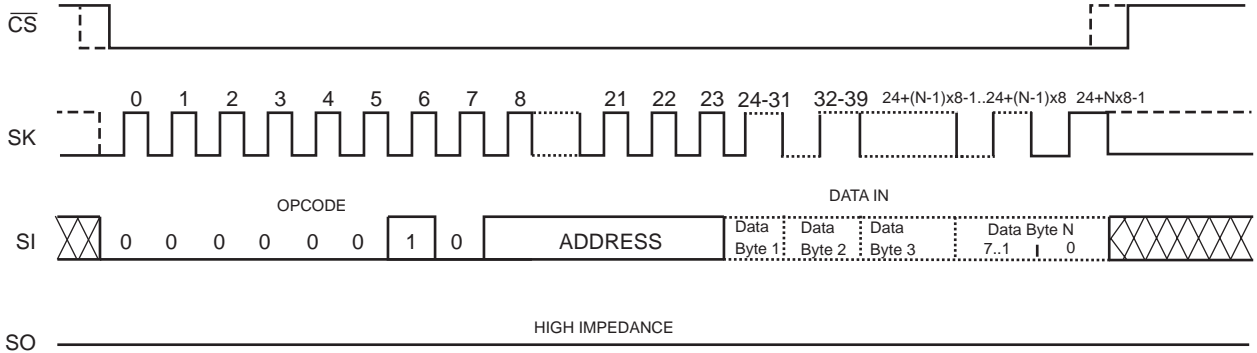 CS
0 1 2 3 4 5 6 7 8 21 22 23 24-31 32-39 24+(N-1)x8-1..24+(N-1)x8 24+Nx8-1
SK
OPCODE DATA IN
SI 0 0 0 0 0 0 1 0 ADDRESS Data Byte 1 Data Byte 2 Data Byte 3 Data Byte N 7..1 0
HIGH IMPEDANCE
SO